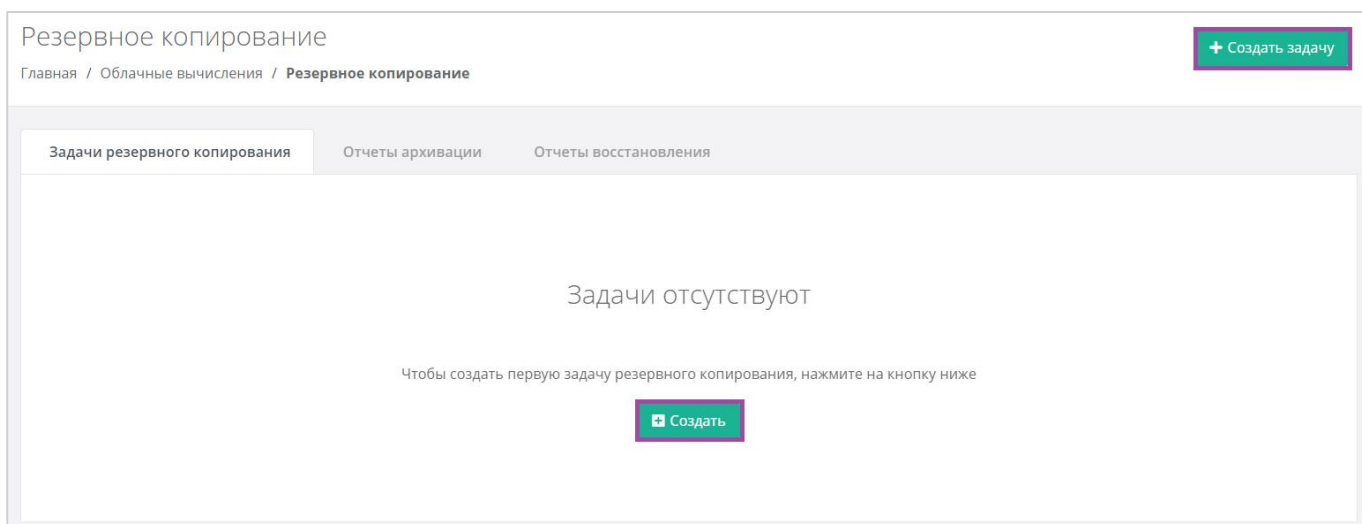 Резервное копирование
+ Создать задачу
Главная / Облачные вычисления / Резервное копирование
Задачи резервного копирования Отчеты архивации Отчеты восстановления
Задачи отсутствуют
Чтобы создать первую задачу резервного копирования, нажмите на кнопку ниже
Создать